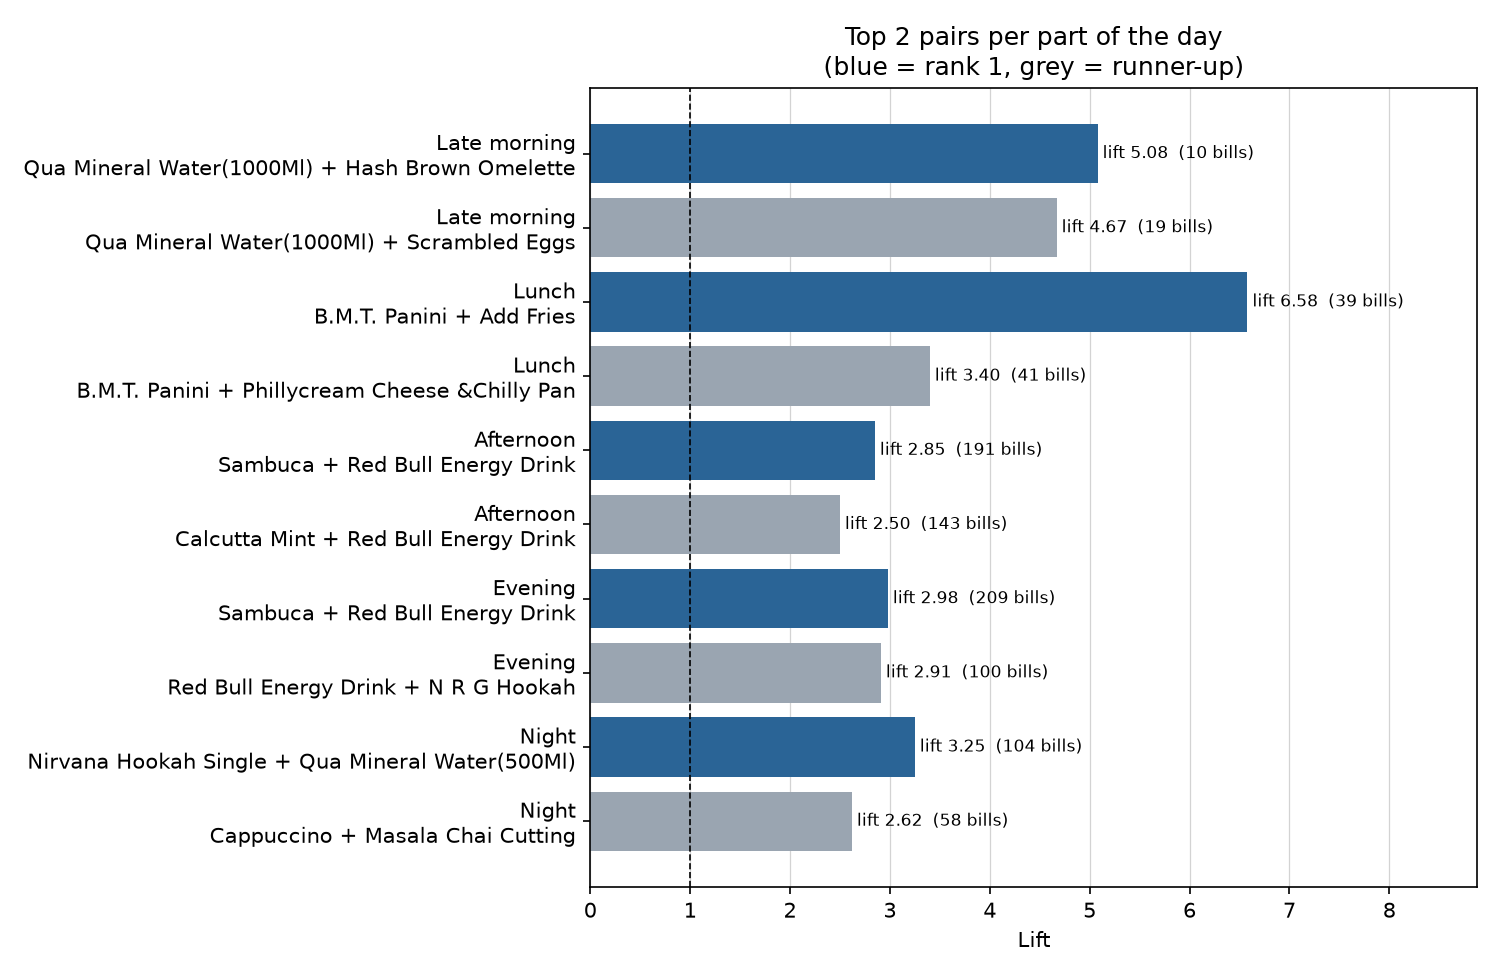 Top 2 pairs per part of the day
(blue = rank 1, grey = runner-up)
Late morning
Qua Mineral Water(1000Ml) + Hash Brown Omelette
lift 5.08  (10 bills)
Late morning
Qua Mineral Water(1000Ml) + Scrambled Eggs
lift 4.67  (19 bills)
Lunch
B.M.T. Panini + Add Fries
lift 6.58  (39 bills)
Lunch
B.M.T. Panini + Phillycream Cheese &Chilly Pan
lift 3.40  (41 bills)
Afternoon
Sambuca + Red Bull Energy Drink
lift 2.85  (191 bills)
Afternoon
Calcutta Mint + Red Bull Energy Drink
lift 2.50  (143 bills)
Evening
Sambuca + Red Bull Energy Drink
lift 2.98  (209 bills)
Evening
Red Bull Energy Drink + N R G Hookah
lift 2.91  (100 bills)
Night
Nirvana Hookah Single + Qua Mineral Water(500Ml)
lift 3.25  (104 bills)
Night
Cappuccino + Masala Chai Cutting
lift 2.62  (58 bills)
0 1 2 3 4 5 6 7 8
Lift